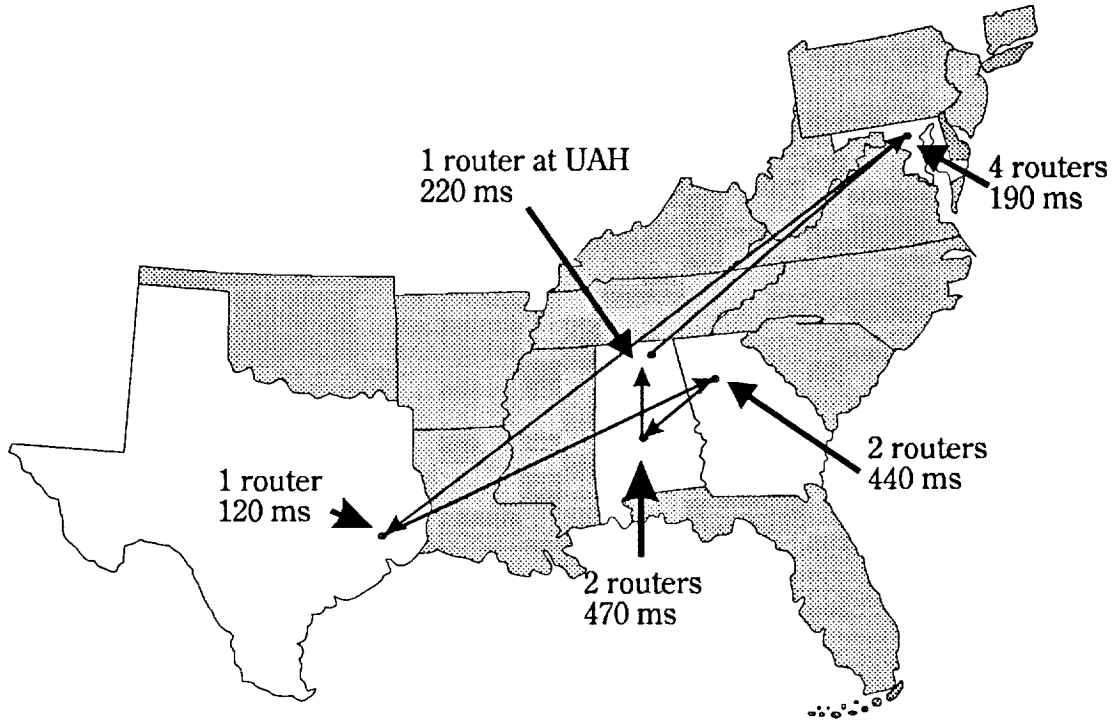 1 router at UAH
220 ms
4 routers
190 ms
2 routers
440 ms
1 router
120 ms
2 routers
470 ms